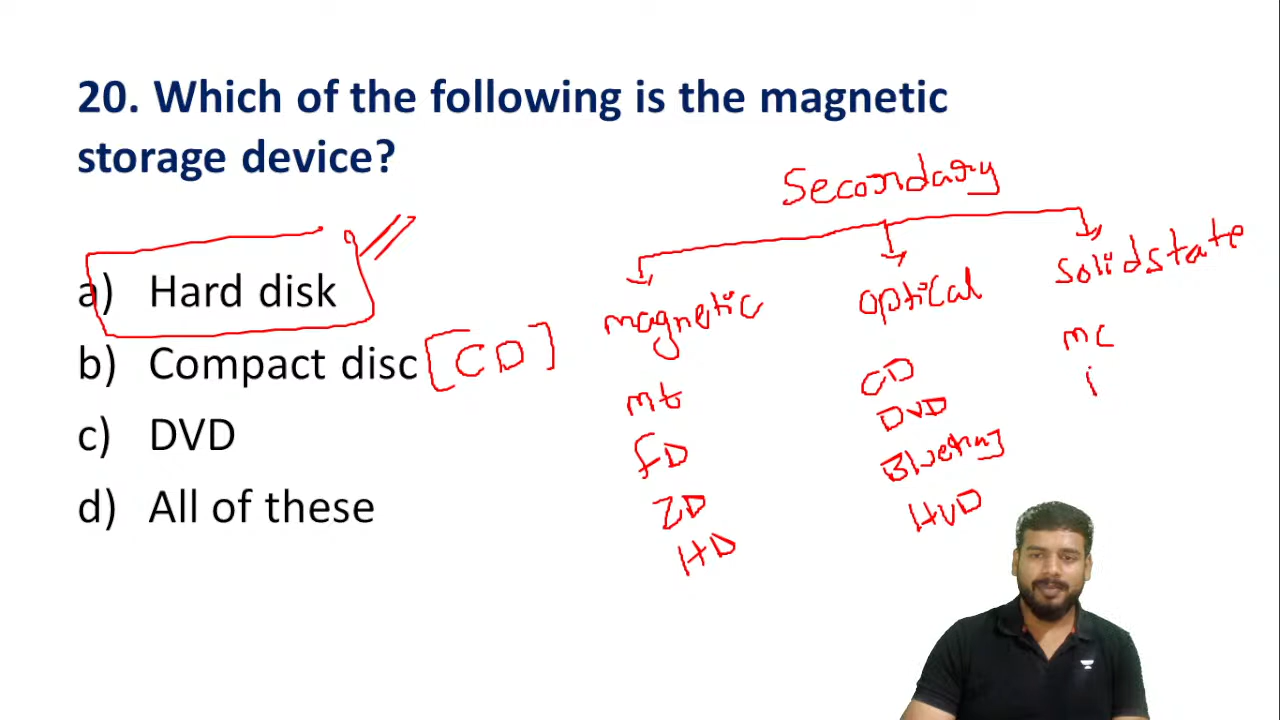 20. Which of the following is the magnetic
storage device?
Secondary
a) Hard disk
magnetic
optical
solidstate
b) Compact disc [CD]
c) DVD
d) All of these
mt
FD
ZD
HD
CD
DVD
Blueray
HVD
mc
i